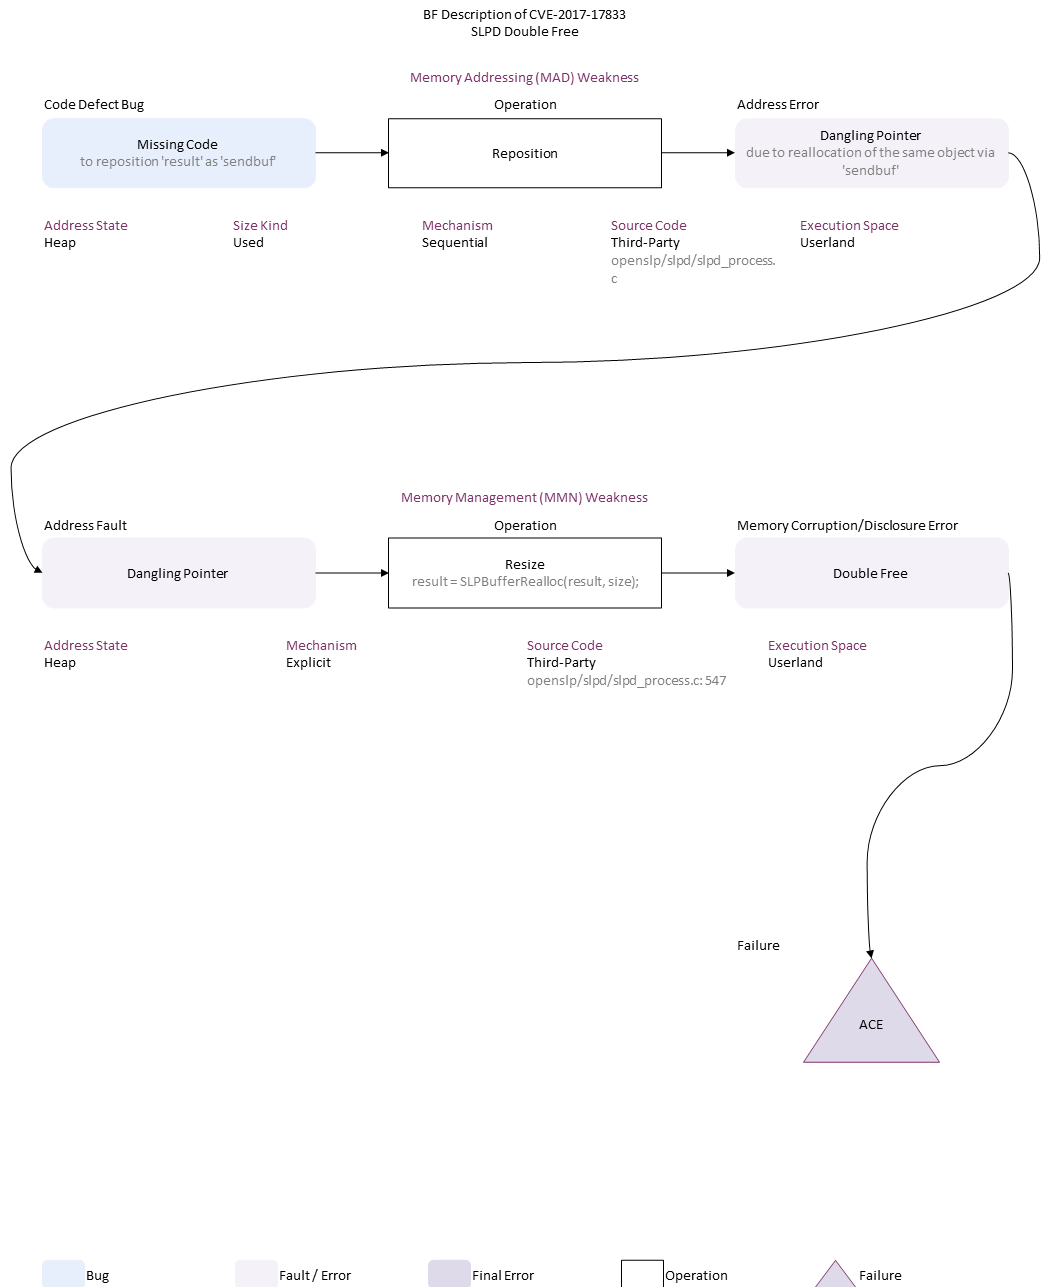 BF Description of CVE-2017-17833
SLPD Double Free
Memory Addressing (MAD) Weakness
Code Defect Bug
Operation
Address Error
Missing Code
to reposition 'result' as 'sendbuf'
Reposition
Dangling Pointer
due to reallocation of the same object via
'sendbuf'
Address State
Heap
Size Kind
Used
Mechanism
Sequential
Source Code
Third-Party
openslp/slpd/slpd_process.
c
Execution Space
Userland
Memory Management (MMN) Weakness
Address Fault
Operation
Memory Corruption/Disclosure Error
Dangling Pointer
Resize
result = SLPBufferRealloc(result, size);
Double Free
Address State
Heap
Mechanism
Explicit
Source Code
Third-Party
openslp/slpd/slpd_process.c: 547
Execution Space
Userland
Failure
ACE
Bug
Fault / Error
Final Error
Operation
Failure